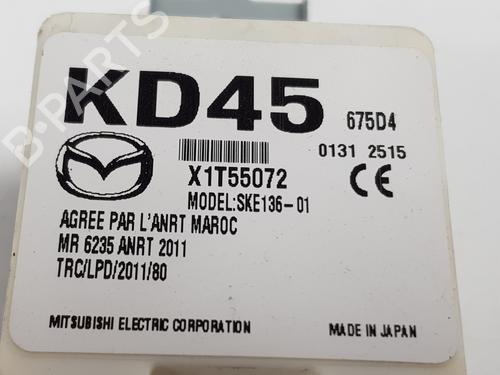 KD45 675D4
0131 2515
X1T55072
MODEL:SKE136-01
CE
AGREE PAR L'ANRT MAROC
MR 6235 ANRT 2011
TRC/LPD/2011/80
MITSUBISHI ELECTRIC CORPORATION MADE IN JAPAN
B-PARTS